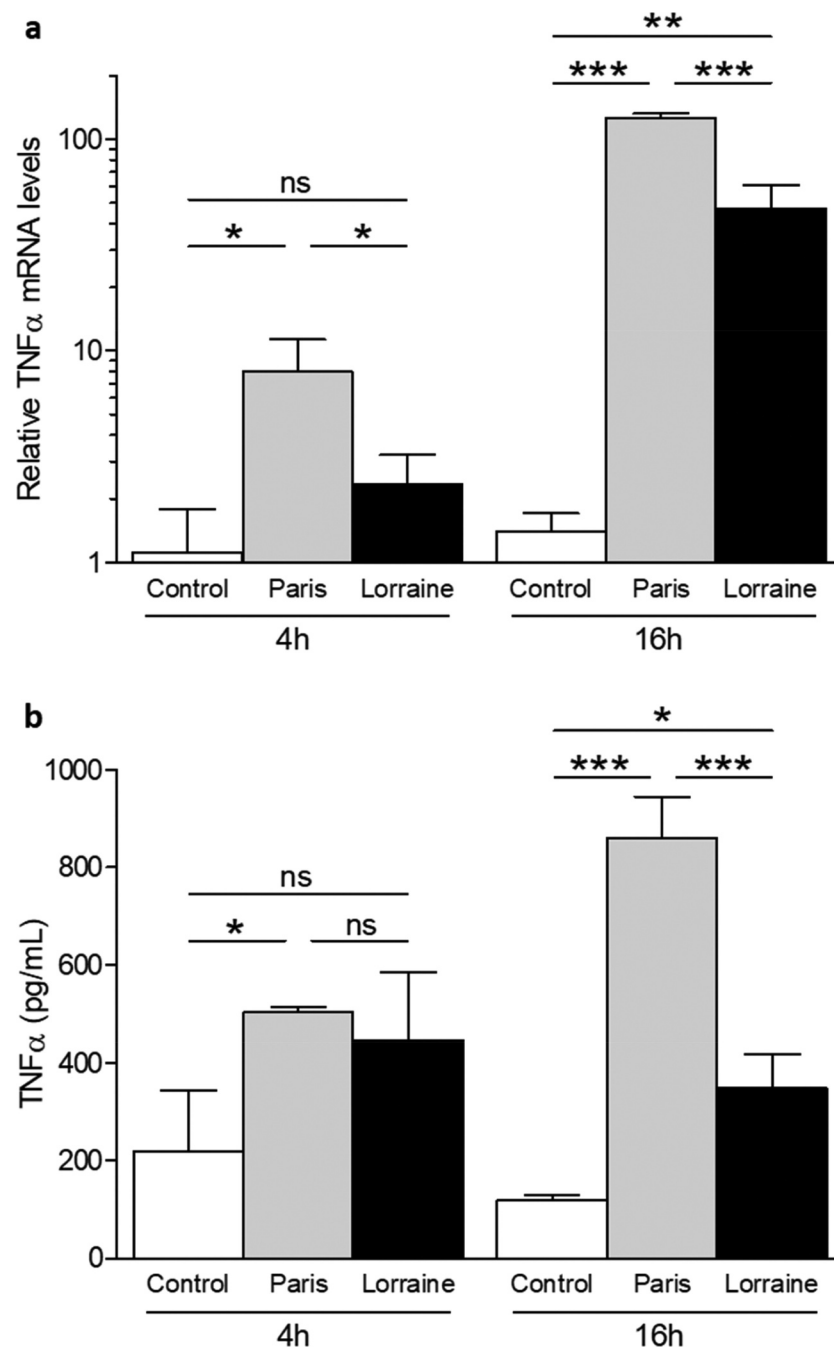 a
**
*** ***
ns
* *
Relative TNFα mRNA levels
100
10
1
Control Paris Lorraine Control Paris Lorraine
4h 16h
b
*
*** ***
ns
* ns
TNFα (pg/mL)
1000
800
600
400
200
0
Control Paris Lorraine Control Paris Lorraine
4h 16h